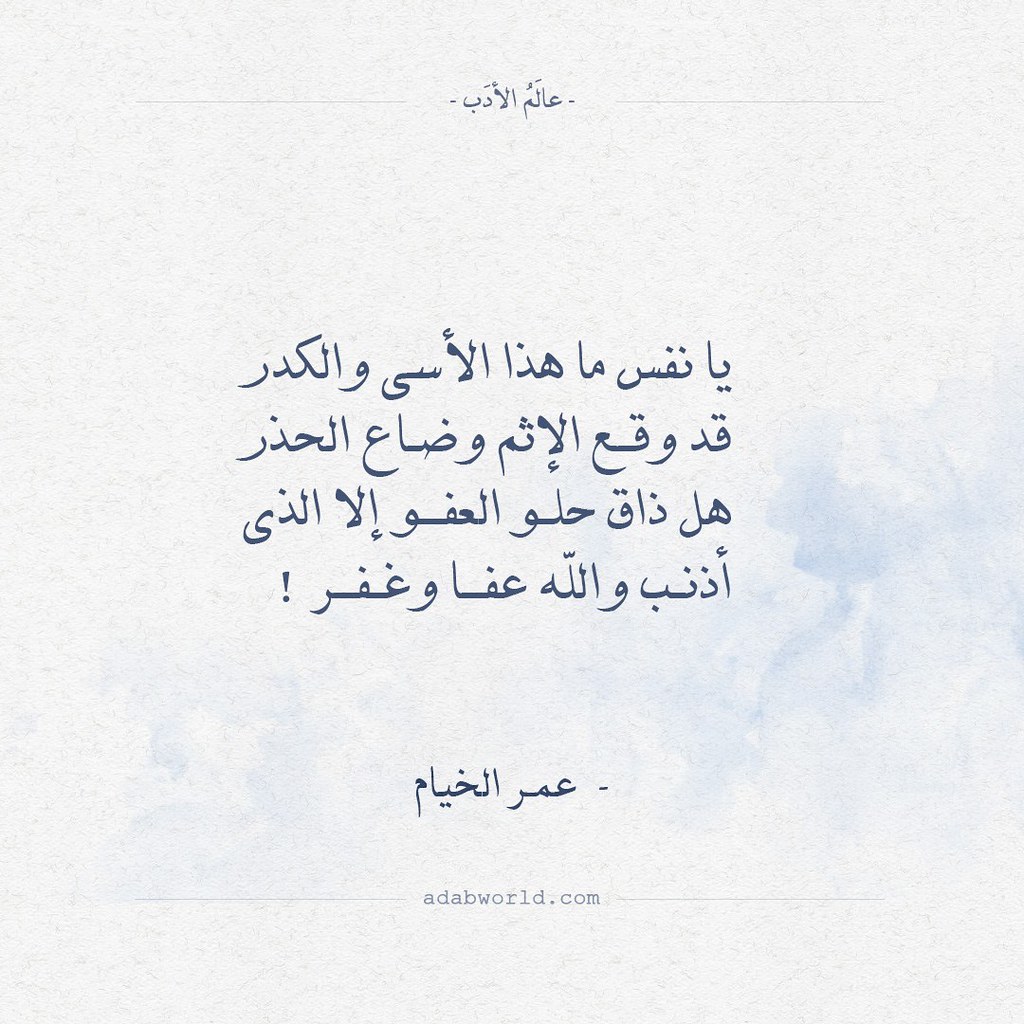 - عالَمُ الأدَب -
يا نفس ما هذا الأسى والكدر
قد وقع الإثم وضاع الحذر
هل ذاق حلو العفو إلا الذى
أذنب واللّه عفا وغفر !
- عمر الخيام
adabworld.com